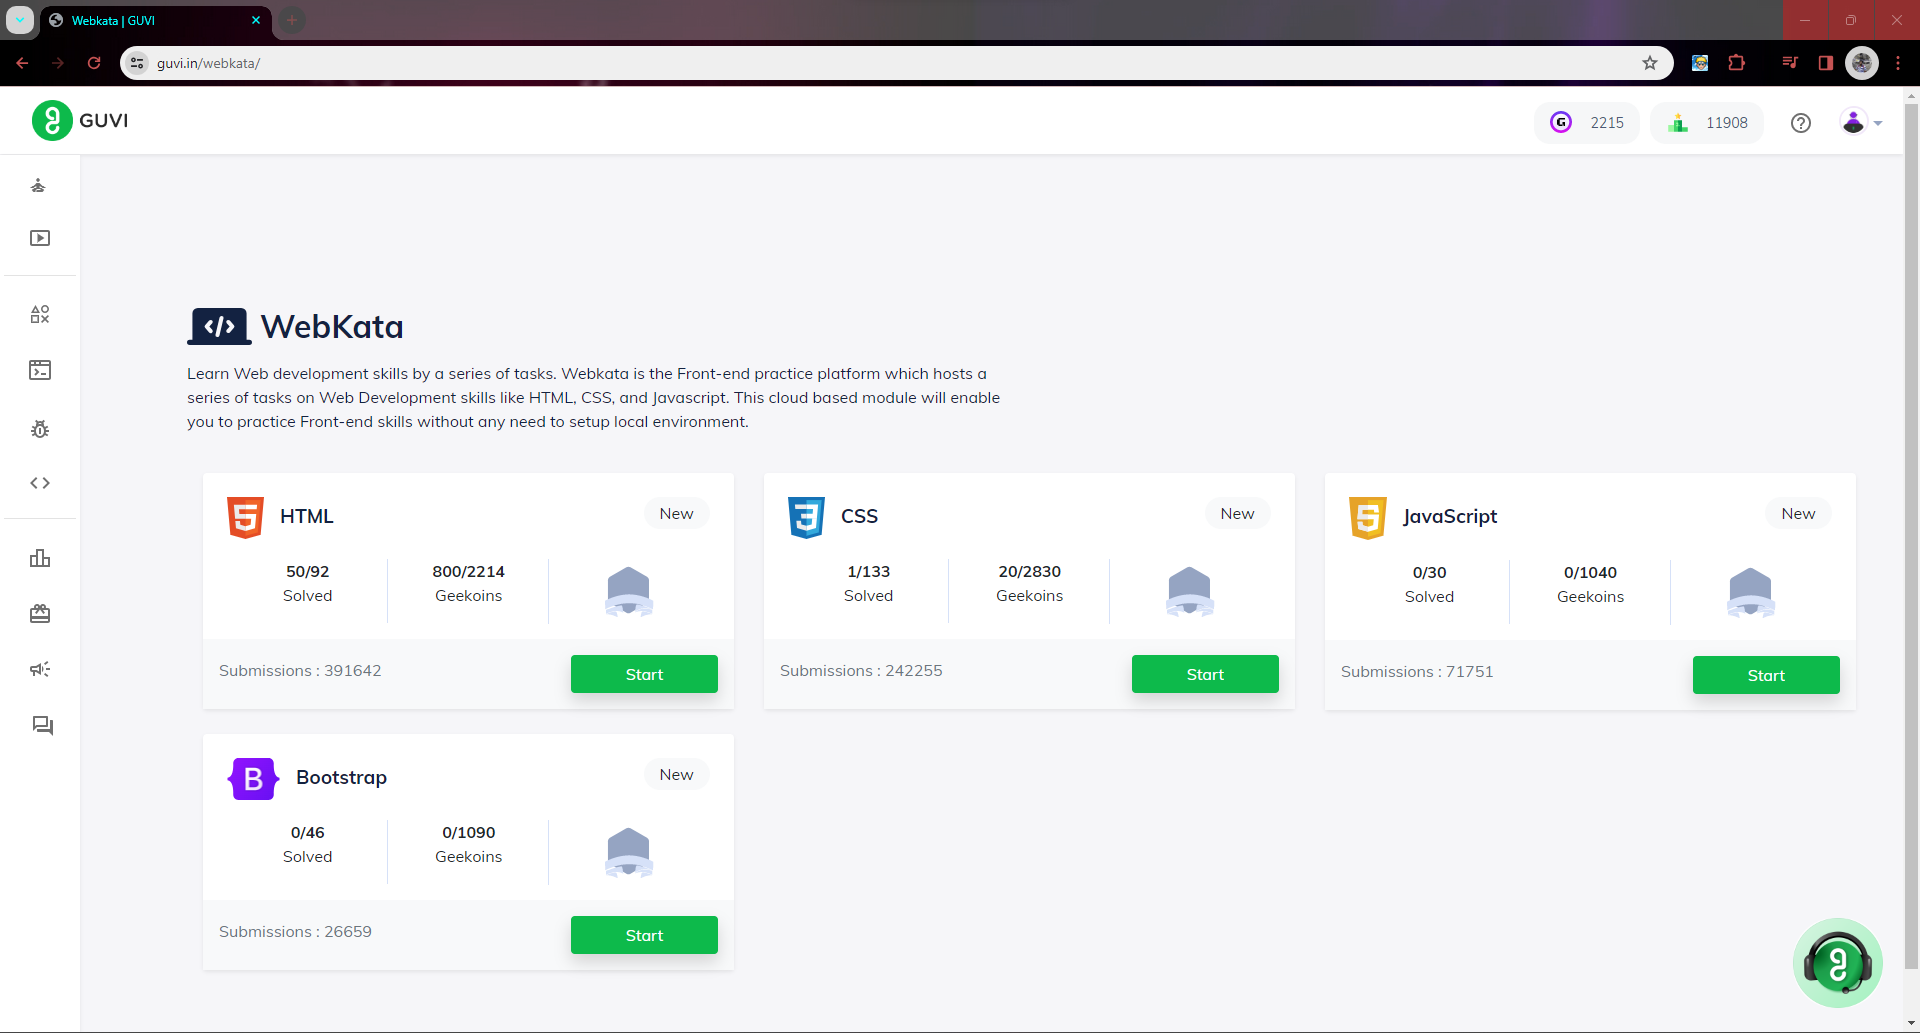 Webkata | GUVI
guvi.in/webkata/
GUVI
2215
11908
WebKata
Learn Web development skills by a series of tasks. Webkata is the Front-end practice platform which hosts a
series of tasks on Web Development skills like HTML, CSS, and Javascript. This cloud based module will enable
you to practice Front-end skills without any need to setup local environment.
HTML
New
50/92
Solved
800/2214
Geekoins
Submissions : 391642
Start
CSS
New
1/133
Solved
20/2830
Geekoins
Submissions : 242255
Start
JavaScript
New
0/30
Solved
0/1040
Geekoins
Submissions : 71751
Start
Bootstrap
New
0/46
Solved
0/1090
Geekoins
Submissions : 26659
Start